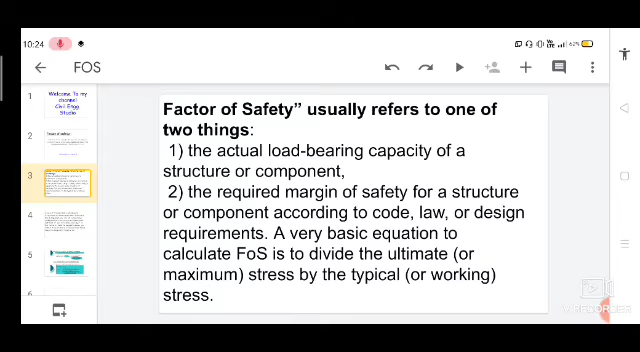 10:24
62%
FOS
1
Welcome To my
channel
Civil Engg
Studio
2
3
4
5
6
Factor of Safety" usually refers to one of
two things:
1) the actual load-bearing capacity of a
structure or component,
2) the required margin of safety for a structure
or component according to code, law, or design
requirements. A very basic equation to
calculate FoS is to divide the ultimate (or
maximum) stress by the typical (or working)
stress.